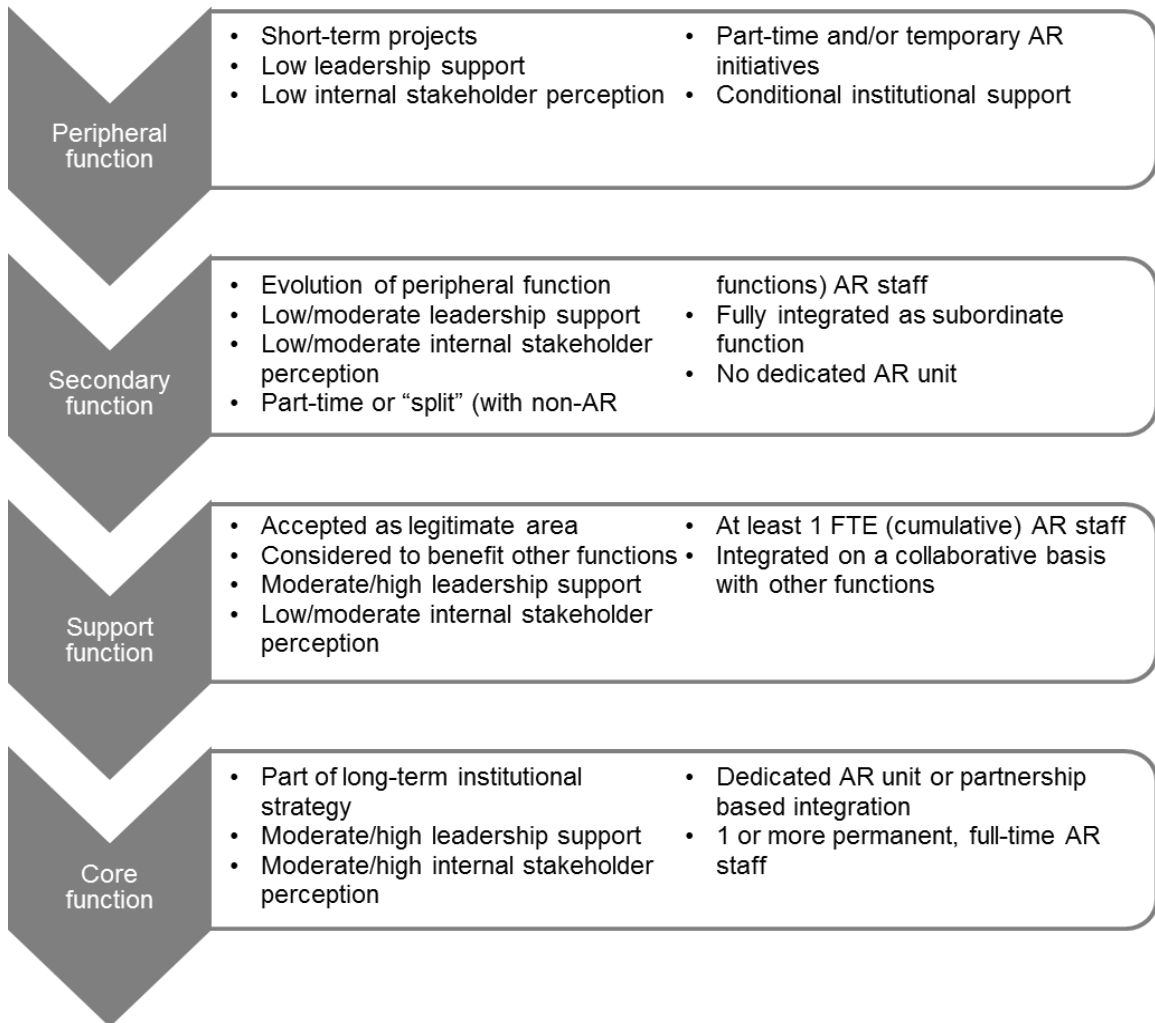 Peripheral
function
• Short-term projects
• Low leadership support
• Low internal stakeholder perception
• Part-time and/or temporary AR
initiatives
• Conditional institutional support
Secondary
function
• Evolution of peripheral function
• Low/moderate leadership support
• Low/moderate internal stakeholder
perception
• Part-time or “split” (with non-AR
functions) AR staff
• Fully integrated as subordinate
function
• No dedicated AR unit
Support
function
• Accepted as legitimate area
• Considered to benefit other functions
• Moderate/high leadership support
• Low/moderate internal stakeholder
perception
• At least 1 FTE (cumulative) AR staff
• Integrated on a collaborative basis
with other functions
Core
function
• Part of long-term institutional
strategy
• Moderate/high leadership support
• Moderate/high internal stakeholder
perception
• Dedicated AR unit or partnership
based integration
• 1 or more permanent, full-time AR
staff